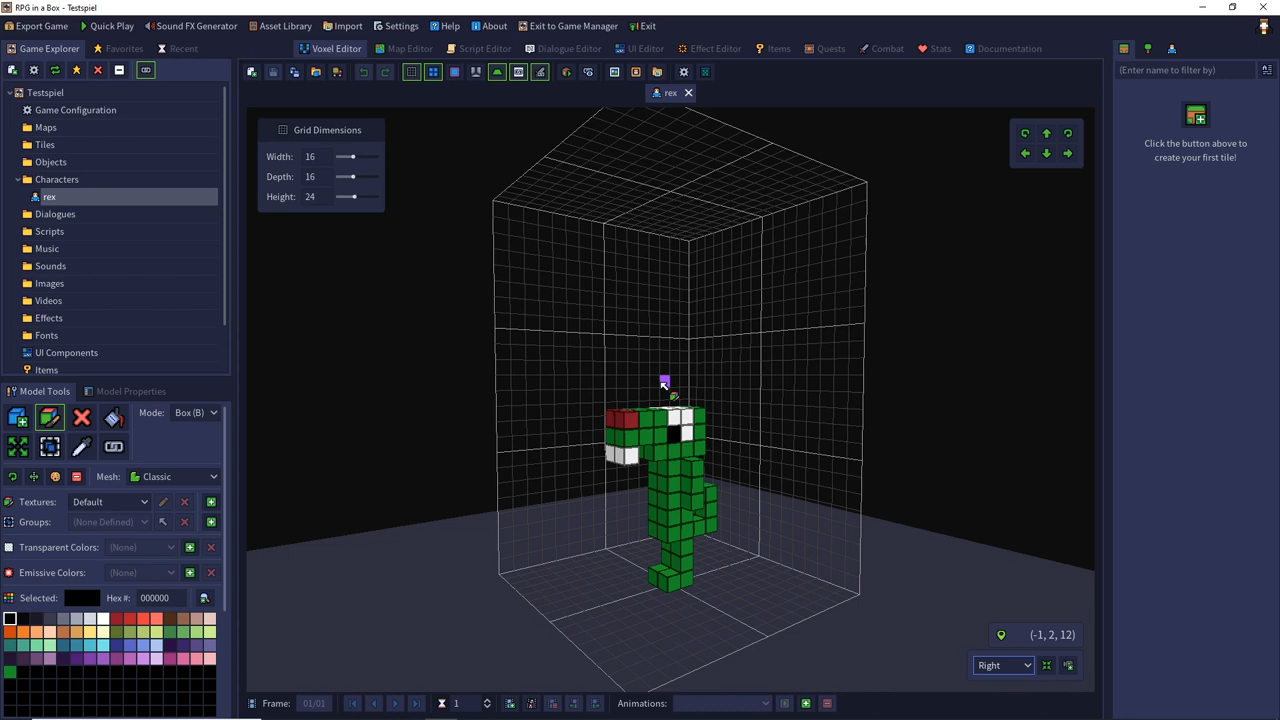 RPG in a Box - Testspiel
Export Game Quick Play Sound FX Generator Asset Library Import Settings Help About Exit to Game Manager Exit
Game Explorer Favorites Recent Voxel Editor Map Editor Script Editor Dialogue Editor UI Editor Effect Editor Items Quests Combat Stats Documentation
(Enter name to filter by)
Testspiel
rex
Game Configuration
Maps
Tiles
Objects
Characters
rex
Dialogues
Scripts
Music
Sounds
Images
Videos
Effects
Fonts
UI Components
Items
Grid Dimensions
Width: 16
Depth: 16
Height: 24
Click the button above to
create your first tile!
Model Tools Model Properties
Mode: Box (B)
Mesh: Classic
Textures: Default
Groups: (None Defined)
Transparent Colors: (None)
Emissive Colors: (None)
Selected: Hex #: 000000
(-1, 2, 12)
Right
Frame: 01/01 1 Animations: